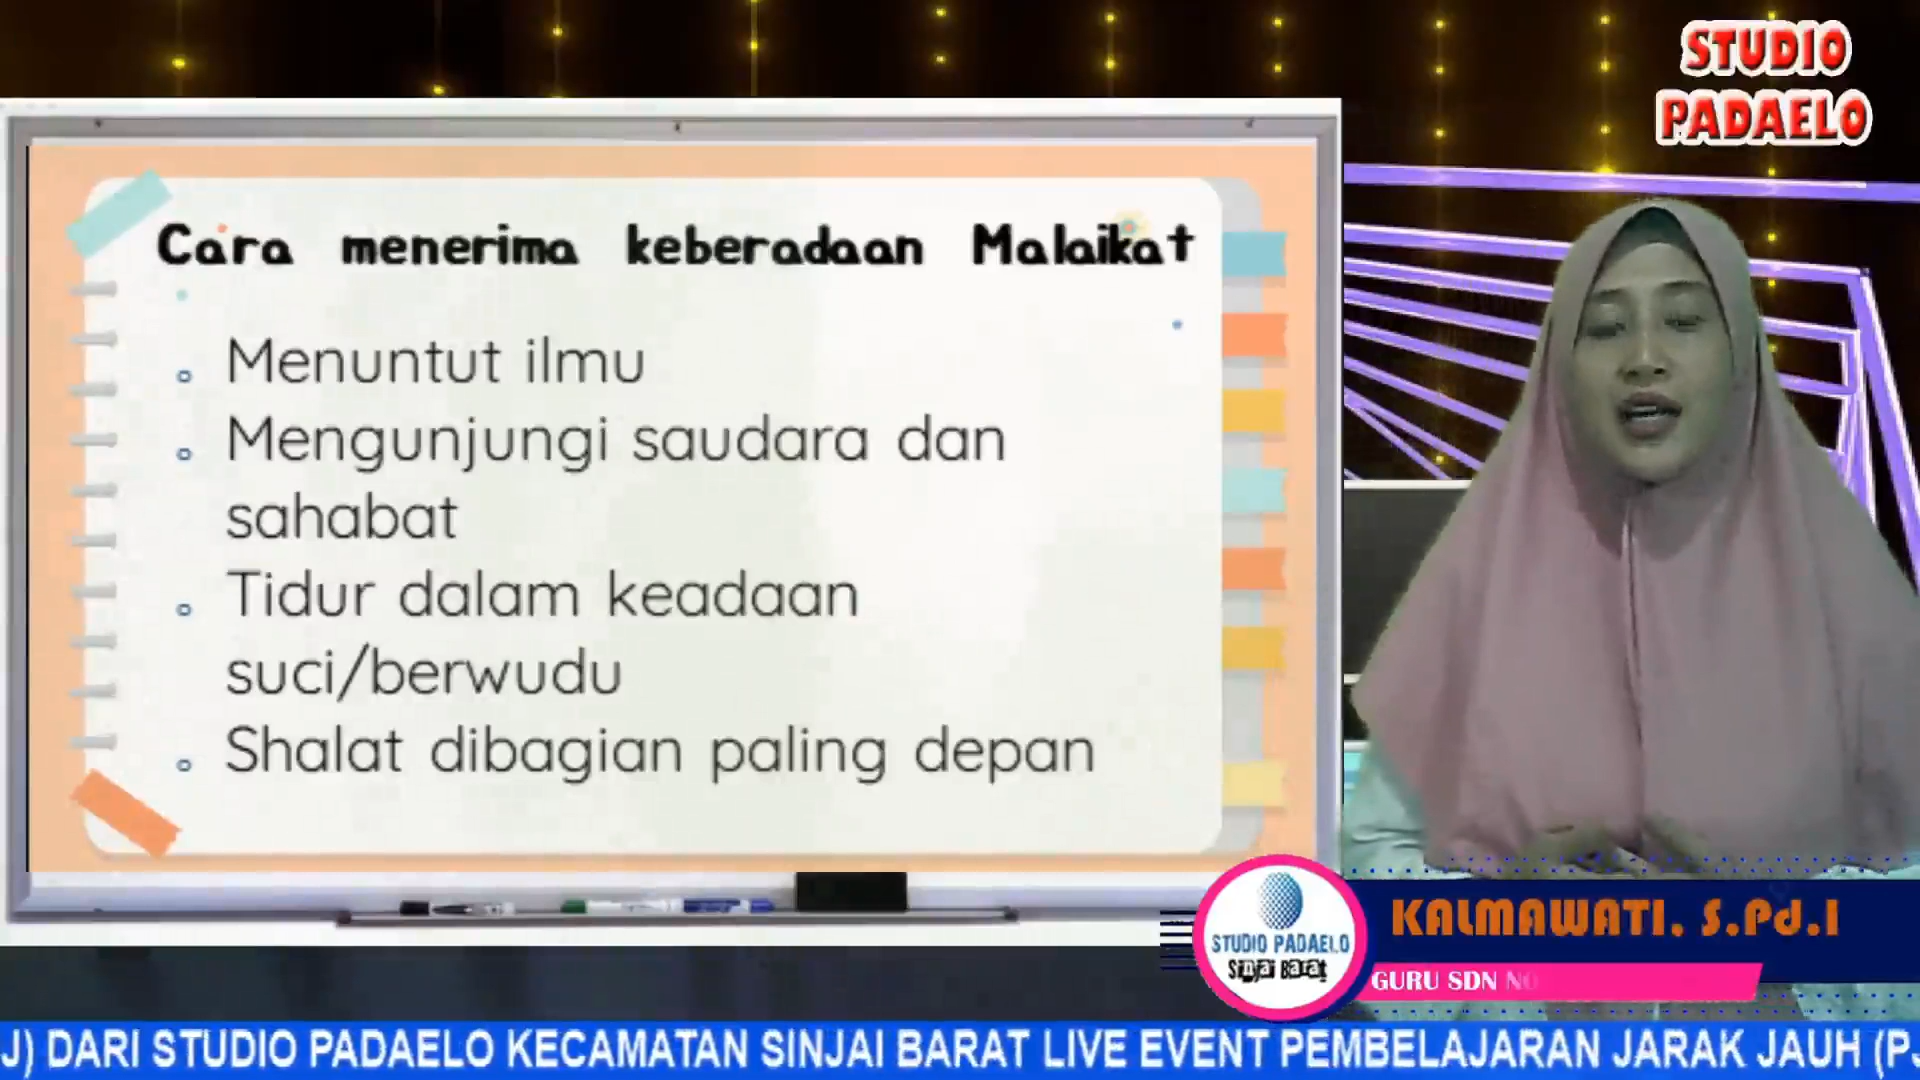 STUDIO
PADAELO
Cara menerima keberadaan Malaikat
Menuntut ilmu
Mengunjungi saudara dan
sahabat
Tidur dalam keadaan
suci/berwudu
Shalat dibagian paling depan
STUDIO PADAELO
Sinjai Barat
KALMAWATI. S.Pd.I
GURU SDN NO
J) DARI STUDIO PADAELO KECAMATAN SINJAI BARAT LIVE EVENT PEMBELAJARAN JARAK JAUH (PJ